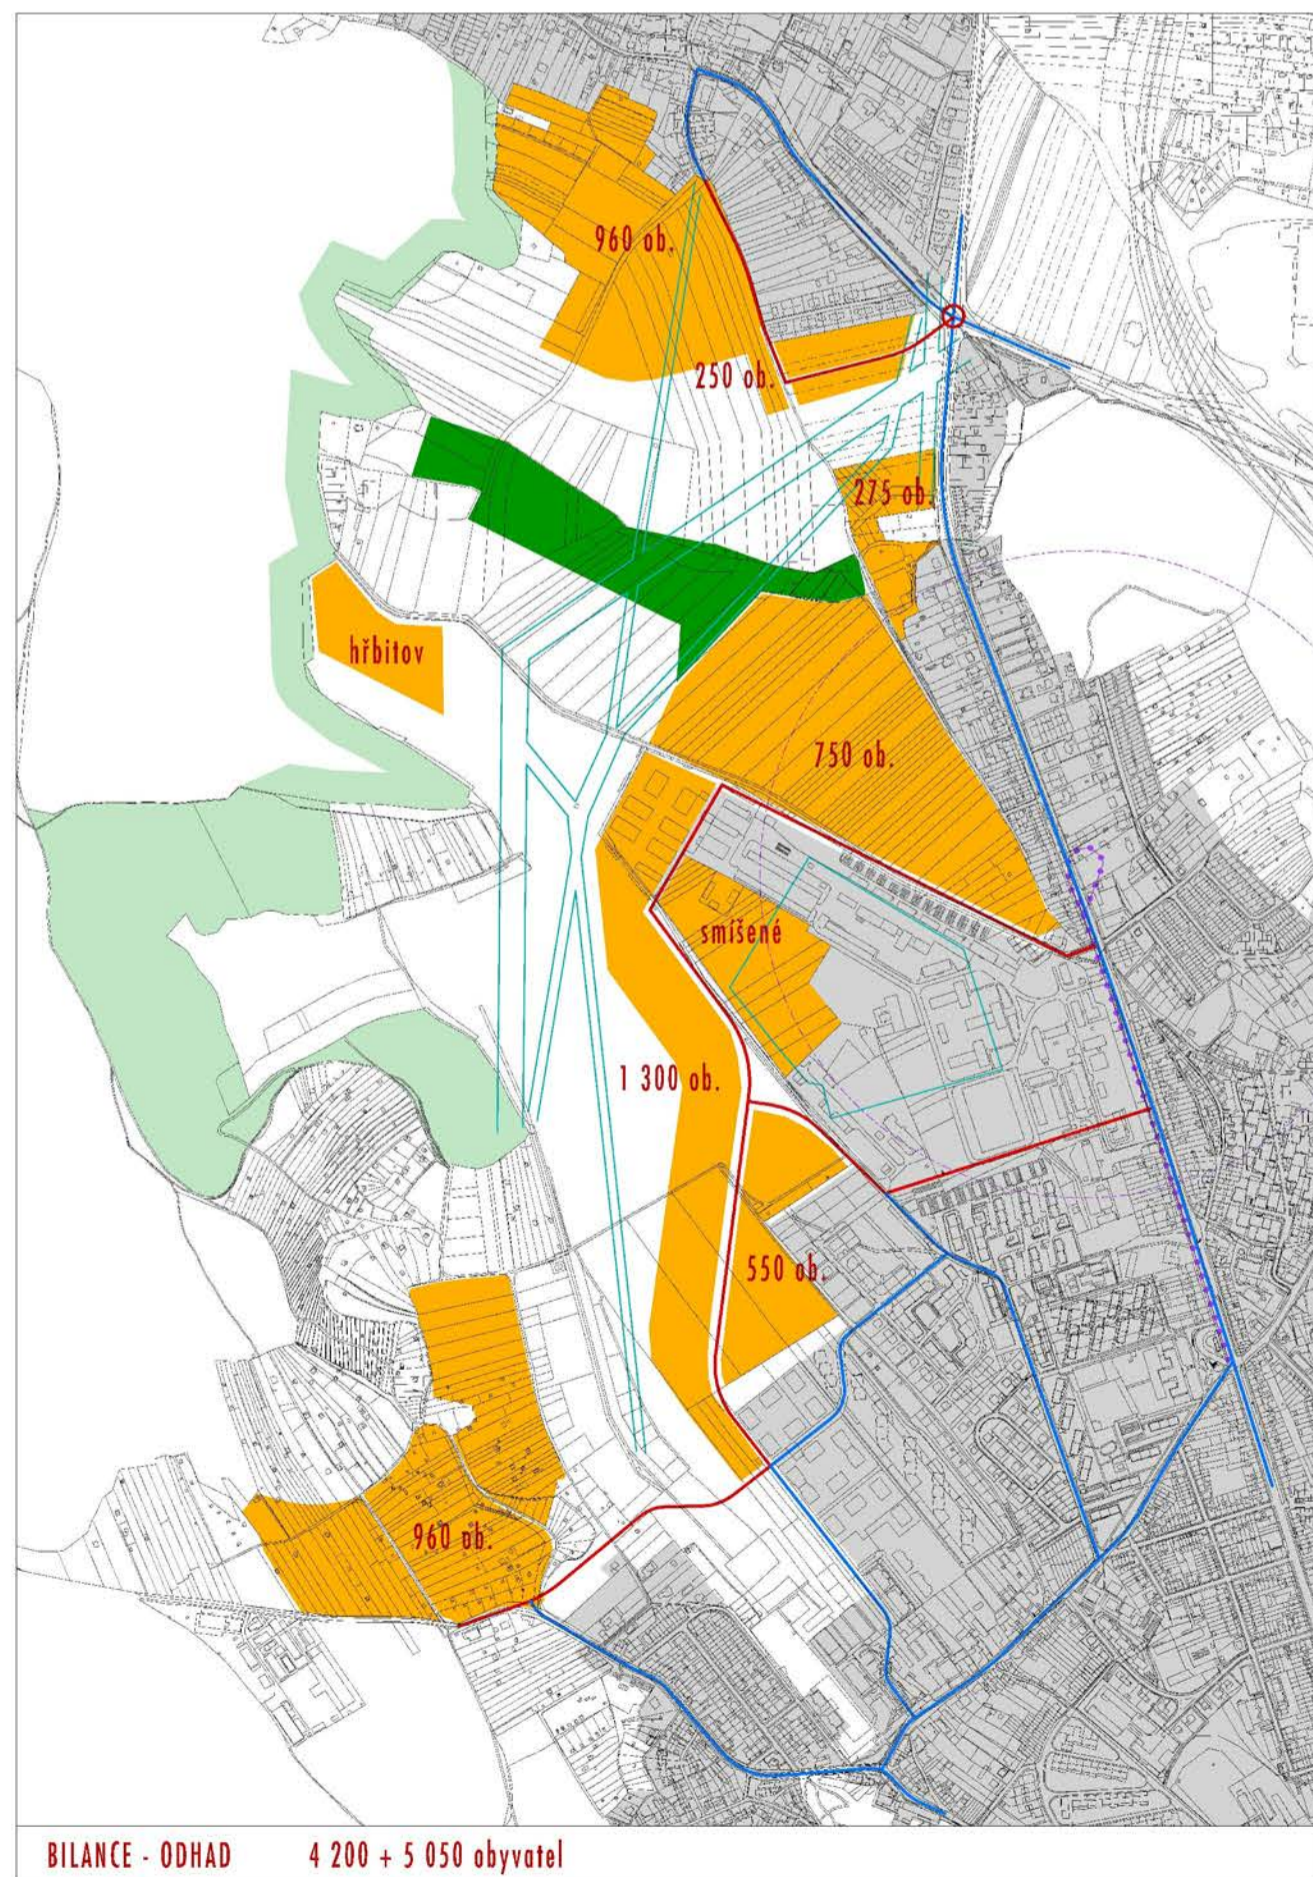 960 ob.
250 ob.
275 ob.
hřbitov
750 ob.
smíšené
1 300 ob.
550 ob.
960 ob.
BILANCE - ODHAD 4 200 + 5 050 obyvatel